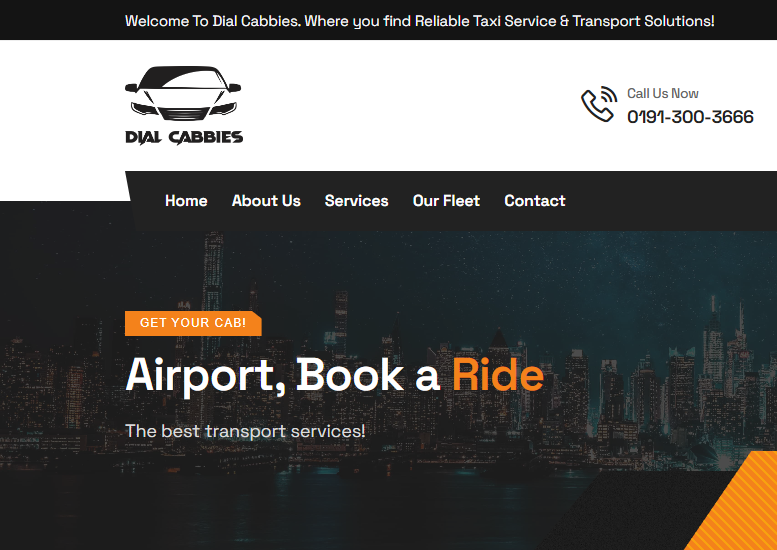 Welcome To Dial Cabbies. Where you find Reliable Taxi Service & Transport Solutions!
DIAL CABBIES
Call Us Now
0191-300-3666
Home About Us Services Our Fleet Contact
GET YOUR CAB!
Airport, Book a Ride
The best transport services!